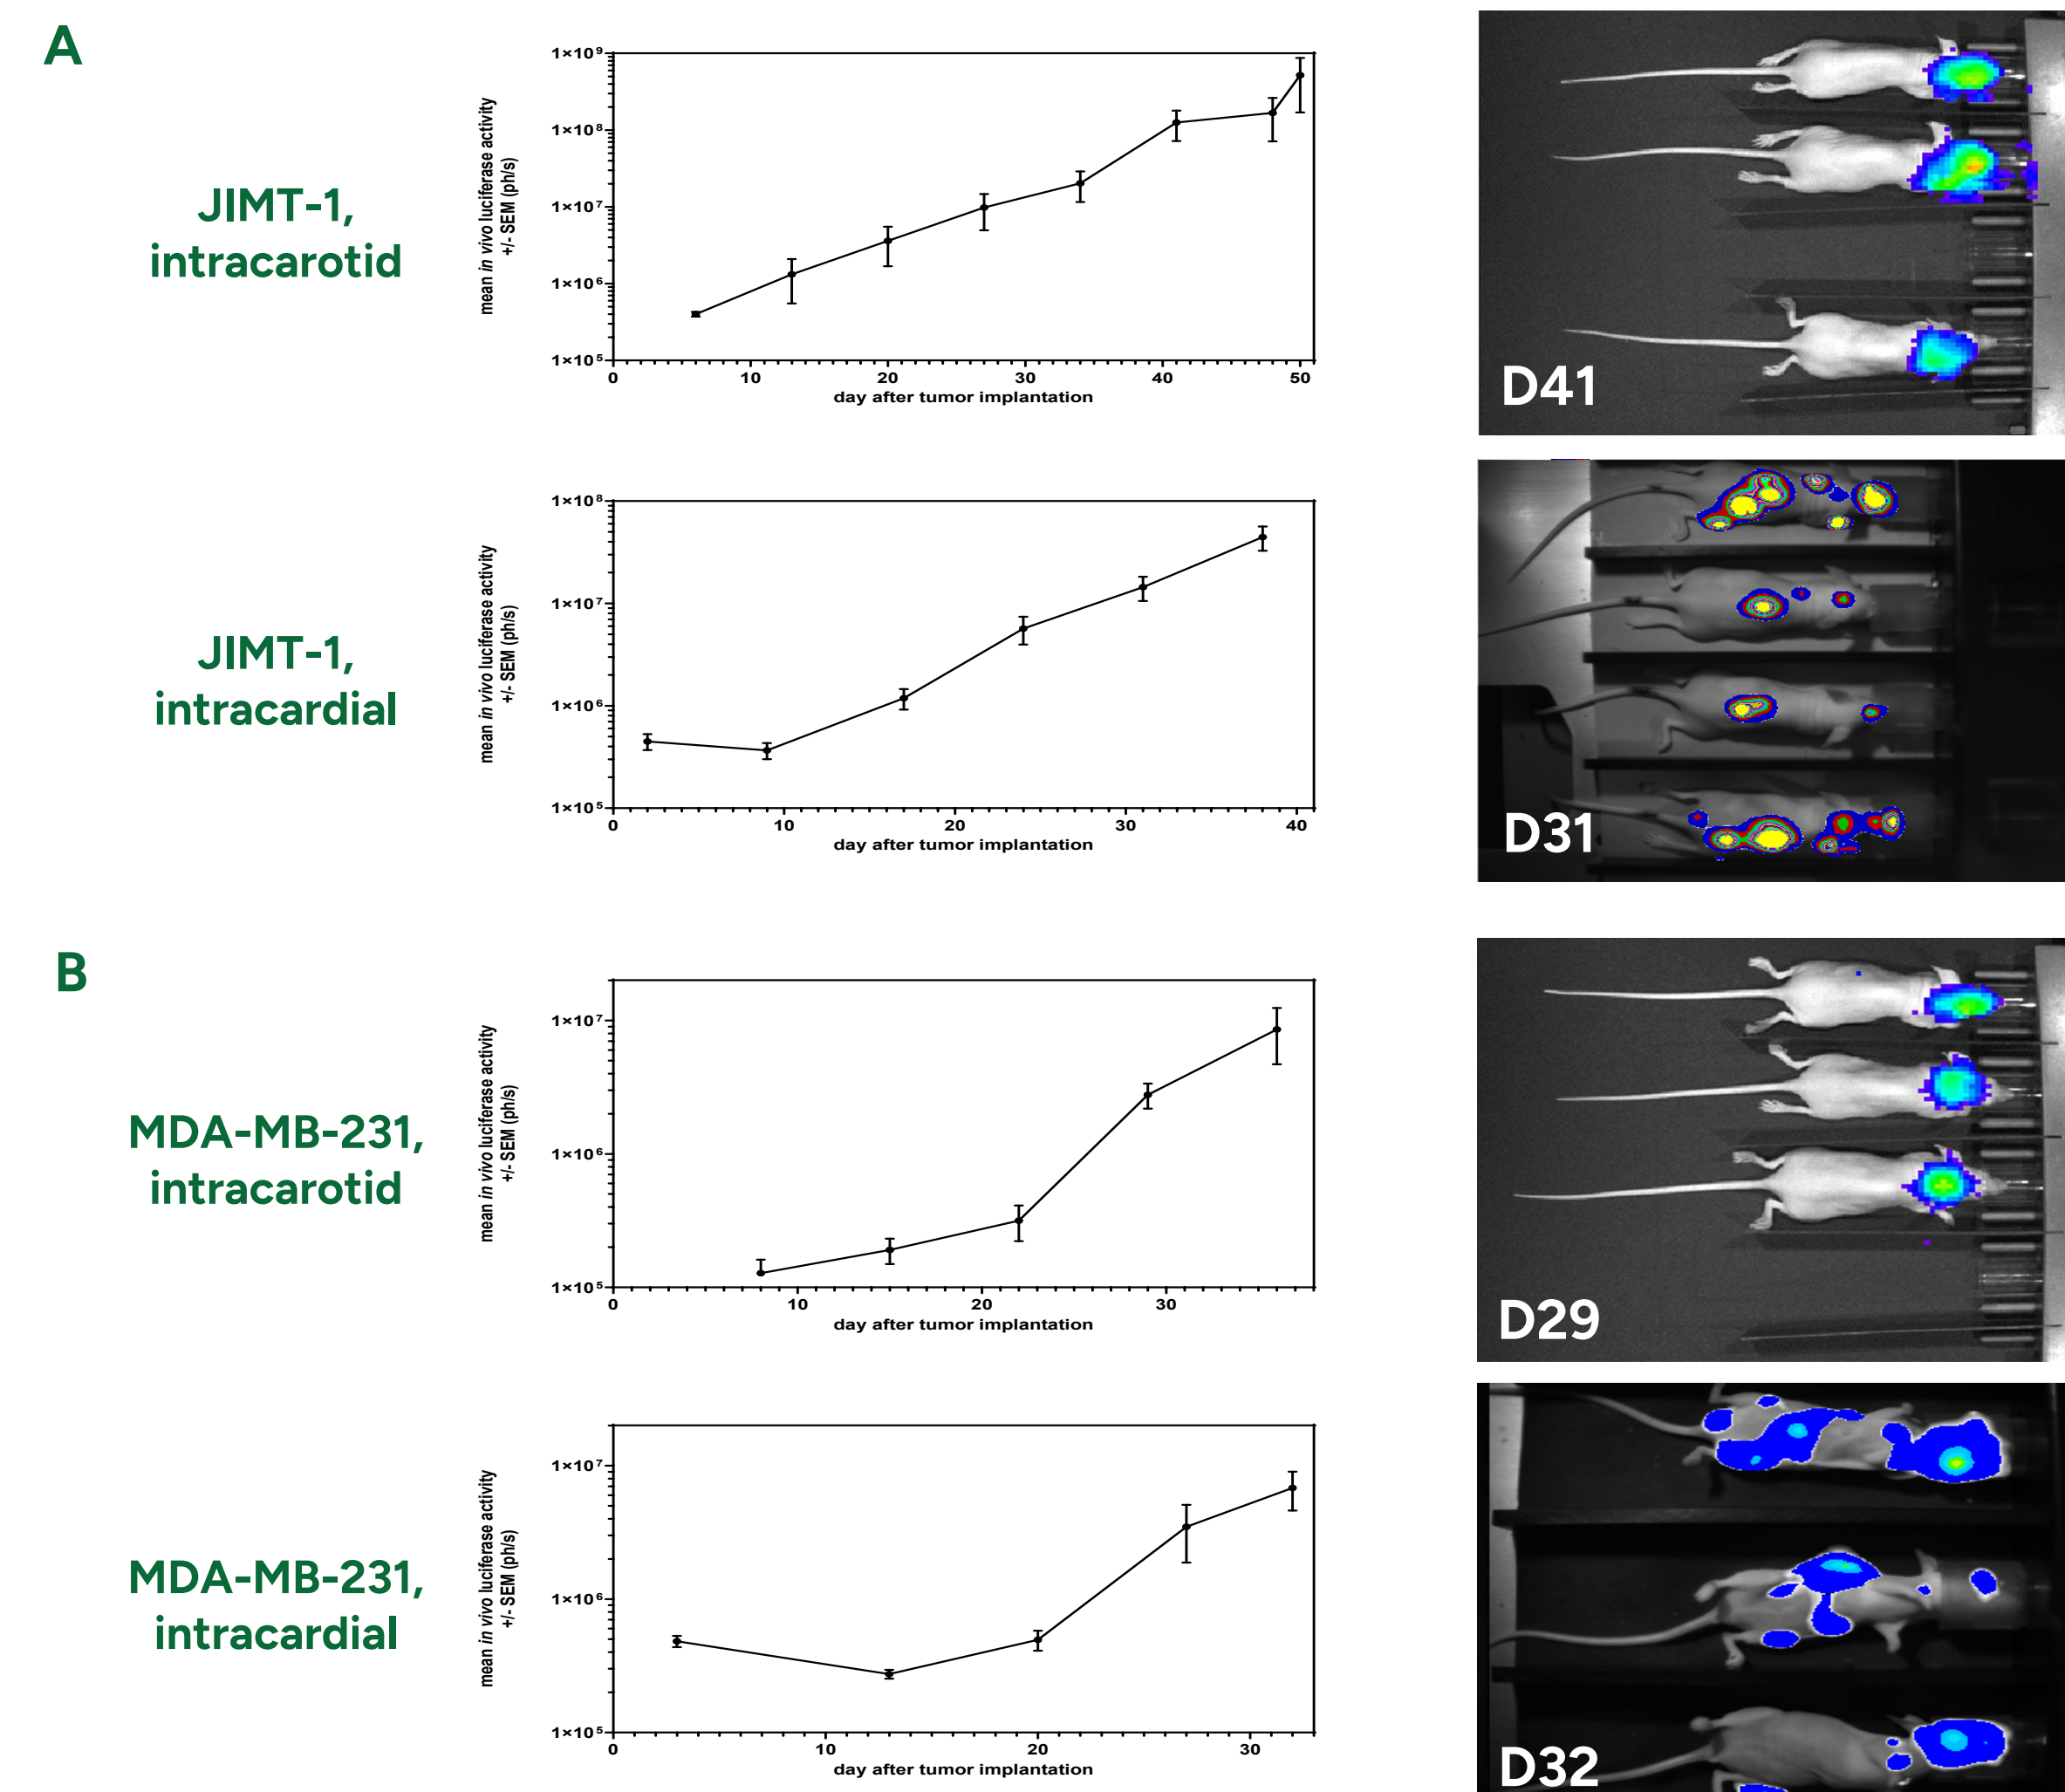 A
JIMT-1,
intracarotid
mean in vivo luciferase activity
+/- SEM (ph/s)
1×10⁹
1×10⁸
1×10⁷
1×10⁶
1×10⁵
0 10 20 30 40 50
day after tumor implantation
D41
JIMT-1,
intracardial
mean in vivo luciferase activity
+/- SEM (ph/s)
1×10⁸
1×10⁷
1×10⁶
1×10⁵
0 10 20 30 40
day after tumor implantation
D31
B
MDA-MB-231,
intracarotid
mean in vivo luciferase activity
+/- SEM (ph/s)
1×10⁷
1×10⁶
1×10⁵
0 10 20 30
day after tumor implantation
D29
MDA-MB-231,
intracardial
mean in vivo luciferase activity
+/- SEM (ph/s)
1×10⁷
1×10⁶
1×10⁵
0 10 20 30
day after tumor implantation
D32